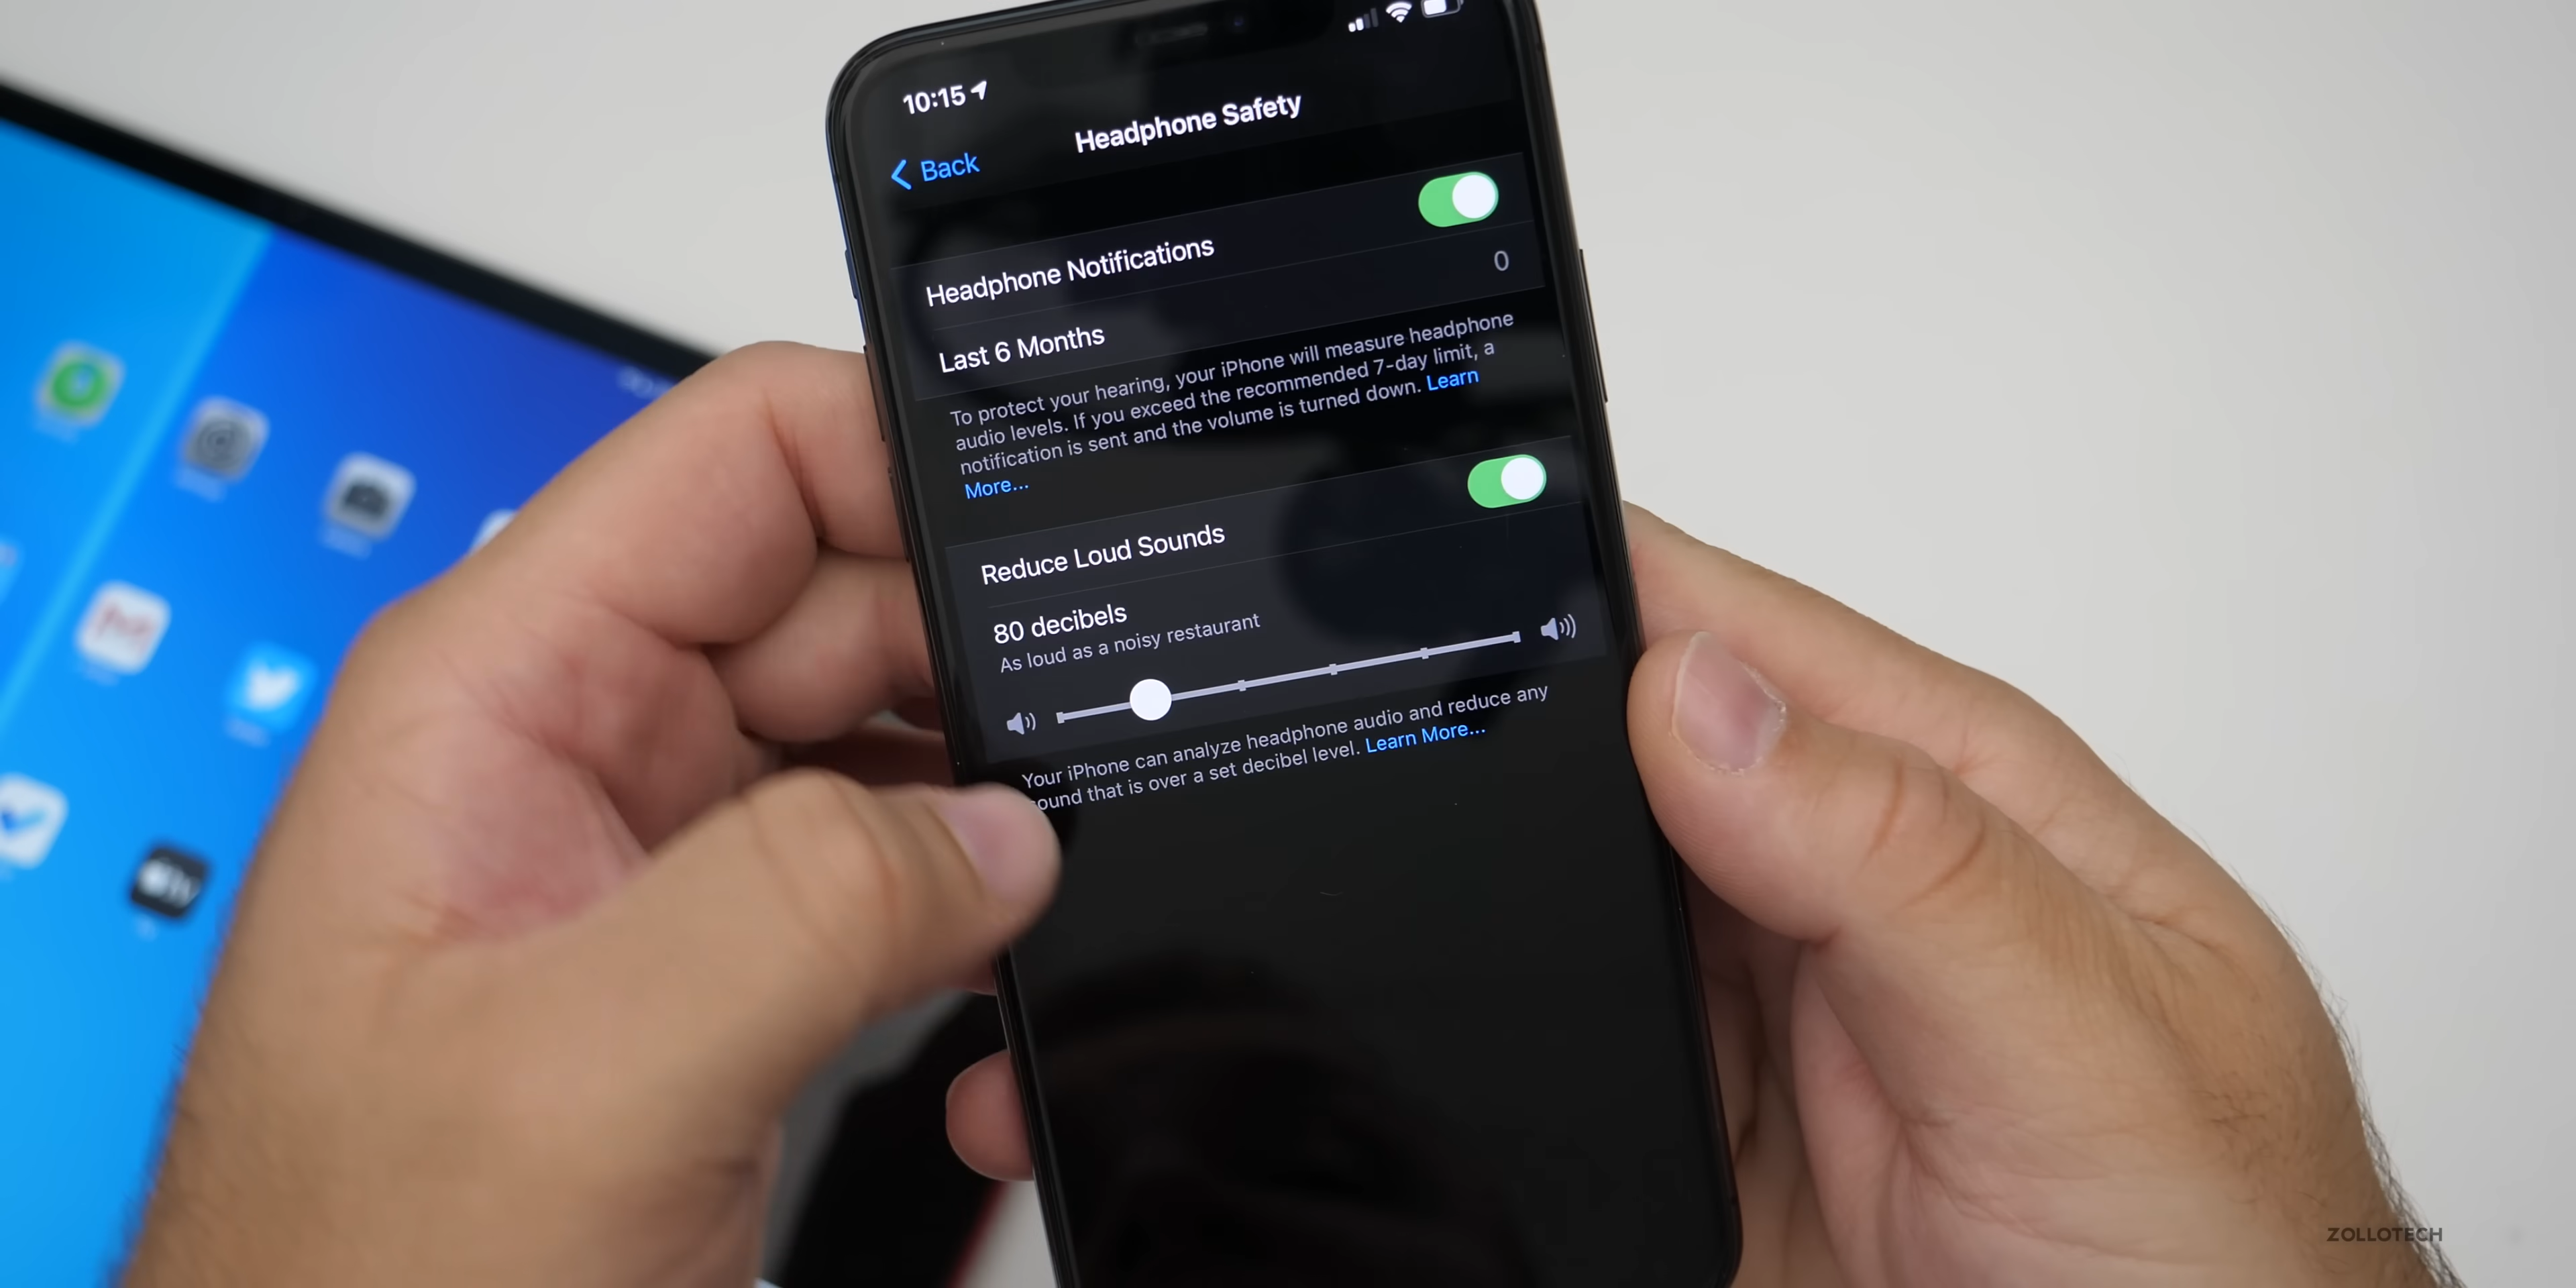 10:15
Headphone Safety
Back
Headphone Notifications
Last 6 Months
0
To protect your hearing, your iPhone will measure headphone
audio levels. If you exceed the recommended 7-day limit, a
notification is sent and the volume is turned down. Learn
More...
Reduce Loud Sounds
80 decibels
As loud as a noisy restaurant
Your iPhone can analyze headphone audio and reduce any
sound that is over a set decibel level. Learn More...
ZOLLOTECH